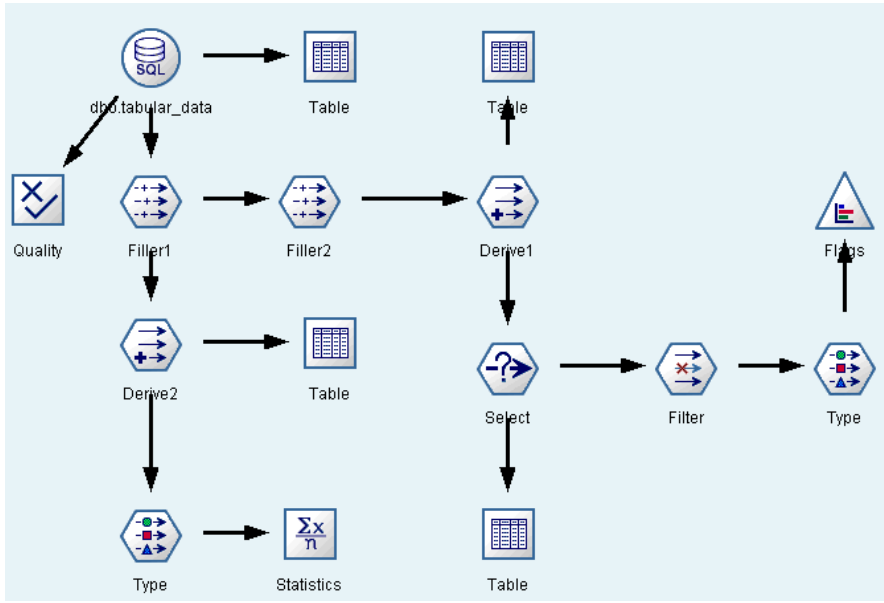 SQL
dbo.tabular_data
Table
Table
Quality
Filler1
Filler2
Derive1
Flags
Derive2
Table
Select
Filter
Type
Type
Σx
n
Statistics
Table